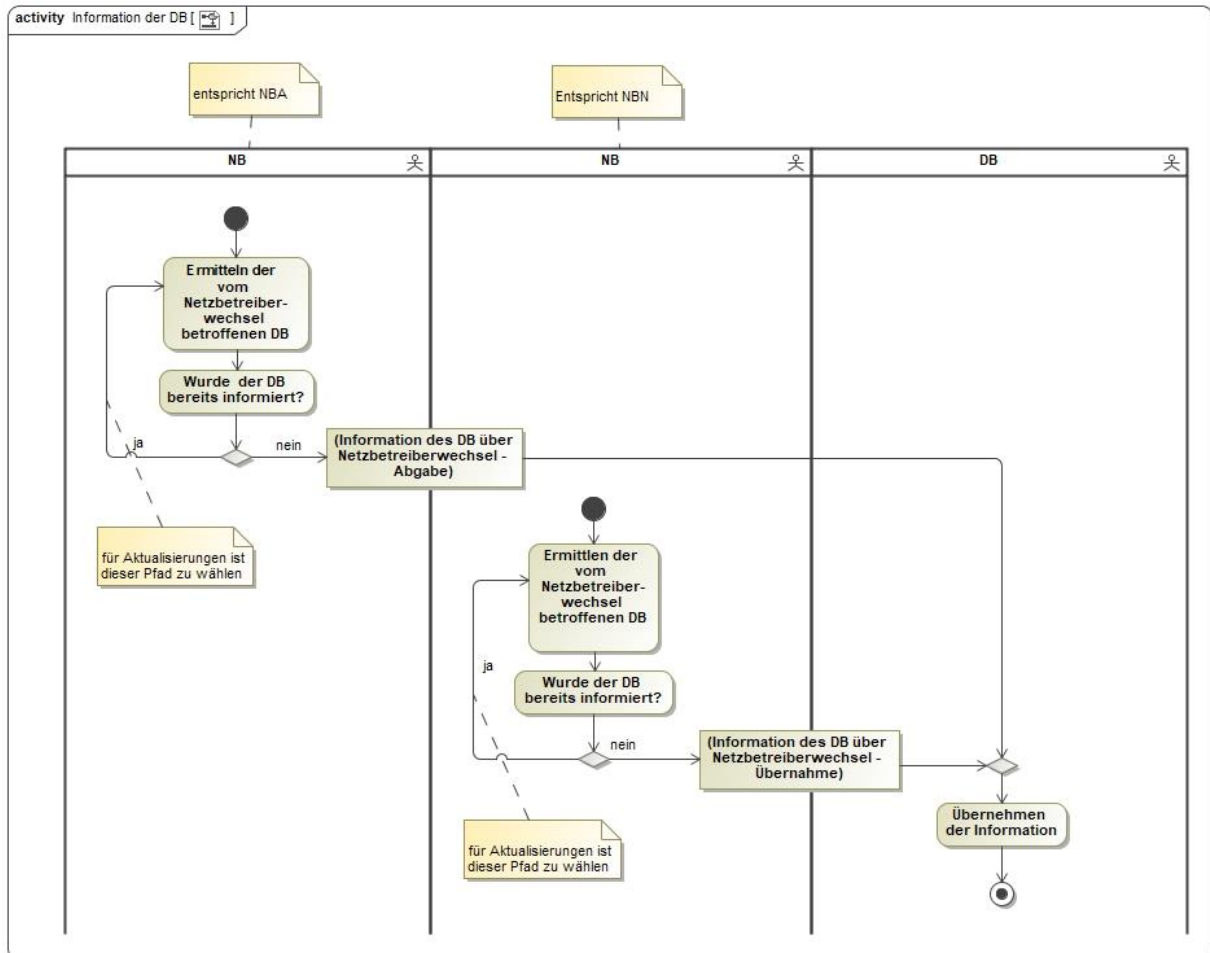 activity Information der DB [ ]
entspricht NBA
Entspricht NBN
NB
NB
DB
Ermitteln der
vom
Netzbetreiber-
wechsel
betroffenen DB
Wurde der DB
bereits informiert?
ja
nein
(Information des DB über
Netzbetreiberwechsel -
Abgabe)
für Aktualisierungen ist
dieser Pfad zu wählen
Ermittlen der
vom
Netzbetreiber-
wechsel
betroffenen DB
ja
Wurde der DB
bereits informiert?
nein
(Information des DB über
Netzbetreiberwechsel -
Übernahme)
Übernehmen
der Information
für Aktualisierungen ist
dieser Pfad zu wählen